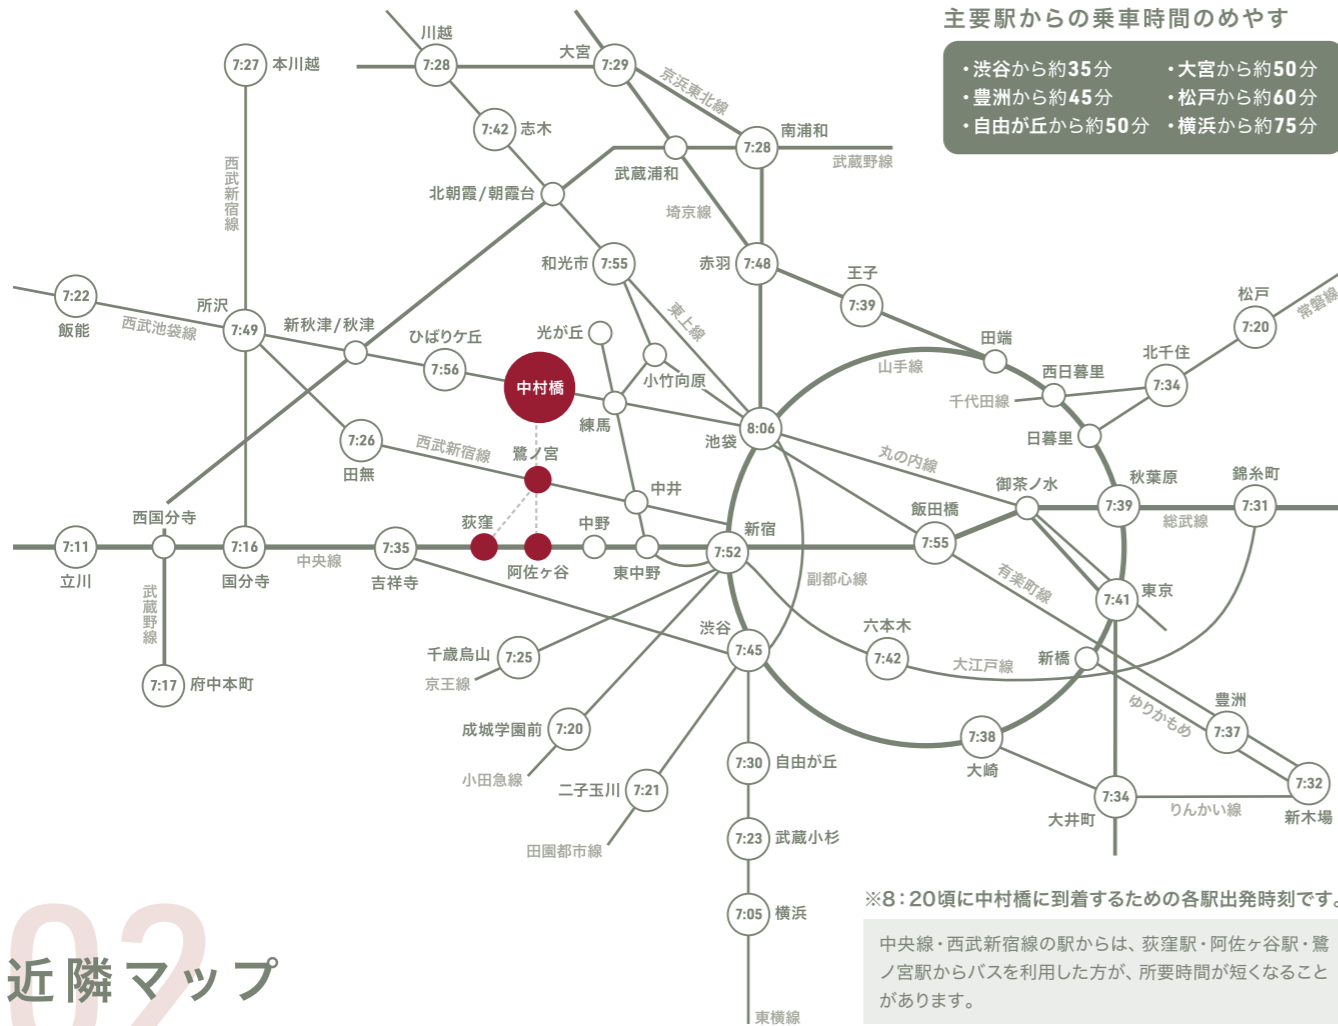 主要駅からの乗車時間のめやす
・渋谷から約35分 ・大宮から約50分
・豊洲から約45分 ・松戸から約60分
・自由が丘から約50分 ・横浜から約75分
川越
7:28
大宮
7:29
京浜東北線
7:27
本川越
7:42
志木
南浦和
7:28
武蔵野線
武蔵浦和
西武新宿線
北朝霞/朝霞台
埼京線
和光市
7:55
赤羽
7:48
王子
7:39
松戸
7:20
常磐線
7:22
飯能
西武池袋線
所沢
7:49
新秋津/秋津
ひばりケ丘
7:56
光が丘
東上線
小竹向原
中村橋
練馬
山手線
田端
西日暮里
北千住
7:34
千代田線
日暮里
池袋
8:06
7:26
田無
西武新宿線
鷺ノ宮
丸の内線
御茶ノ水
秋葉原
7:39
錦糸町
7:31
総武線
中井
西国分寺
7:11
立川
7:16
国分寺
中央線
7:35
吉祥寺
荻窪
阿佐ヶ谷
中野
東中野
新宿
7:52
飯田橋
7:55
副都心線
有楽町線
東京
7:41
武蔵野線
7:17
府中本町
千歳烏山
7:25
京王線
渋谷
7:45
六本木
7:42
大江戸線
新橋
ゆりかもめ
豊洲
7:37
成城学園前
7:20
小田急線
二子玉川
7:21
田園都市線
7:30
自由が丘
7:38
大崎
7:34
大井町
りんかい線
7:32
新木場
7:23
武蔵小杉
7:05
横浜
東横線
※8:20頃に中村橋に到着するための各駅出発時刻です。
中央線・西武新宿線の駅からは、荻窪駅・阿佐ヶ谷駅・鷺
ノ宮駅からバスを利用した方が、所要時間が短くなること
があります。
02
近隣マップ